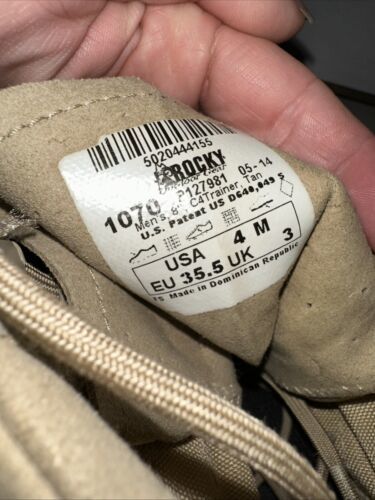 5020444155
ROCKY
1070 P127981 05-14
Men's 8" C4Trainer, Tan
U.S. Patent US D640,049 S
USA 4 M
EU 35.5 UK 3
Made in Dominican Republic